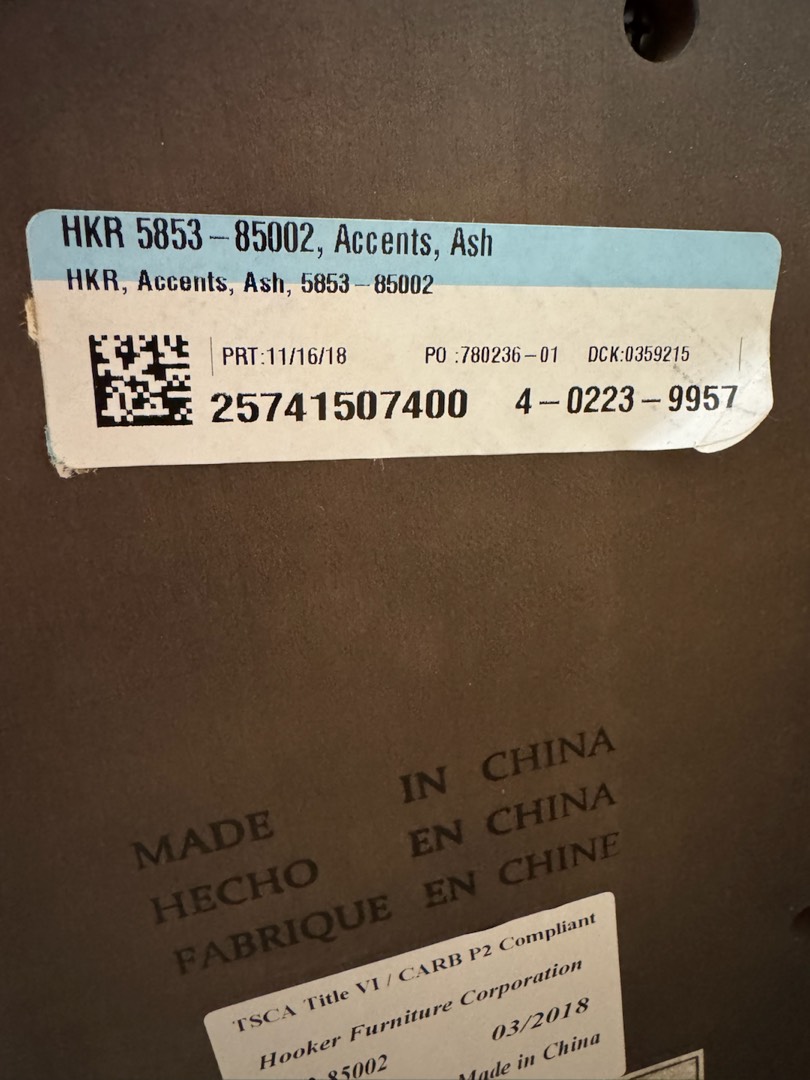 HKR 5853-85002, Accents, Ash
HKR, Accents, Ash, 5853-85002
PRT:11/16/18 PO :780236-01 DCK:0359215
25741507400 4-0223-9957
MADE IN CHINA
HECHO EN CHINA
FABRIQUE EN CHINE
TSCA Title VI / CARB P2 Compliant
Hooker Furniture Corporation
85002 03/2018
Made in China